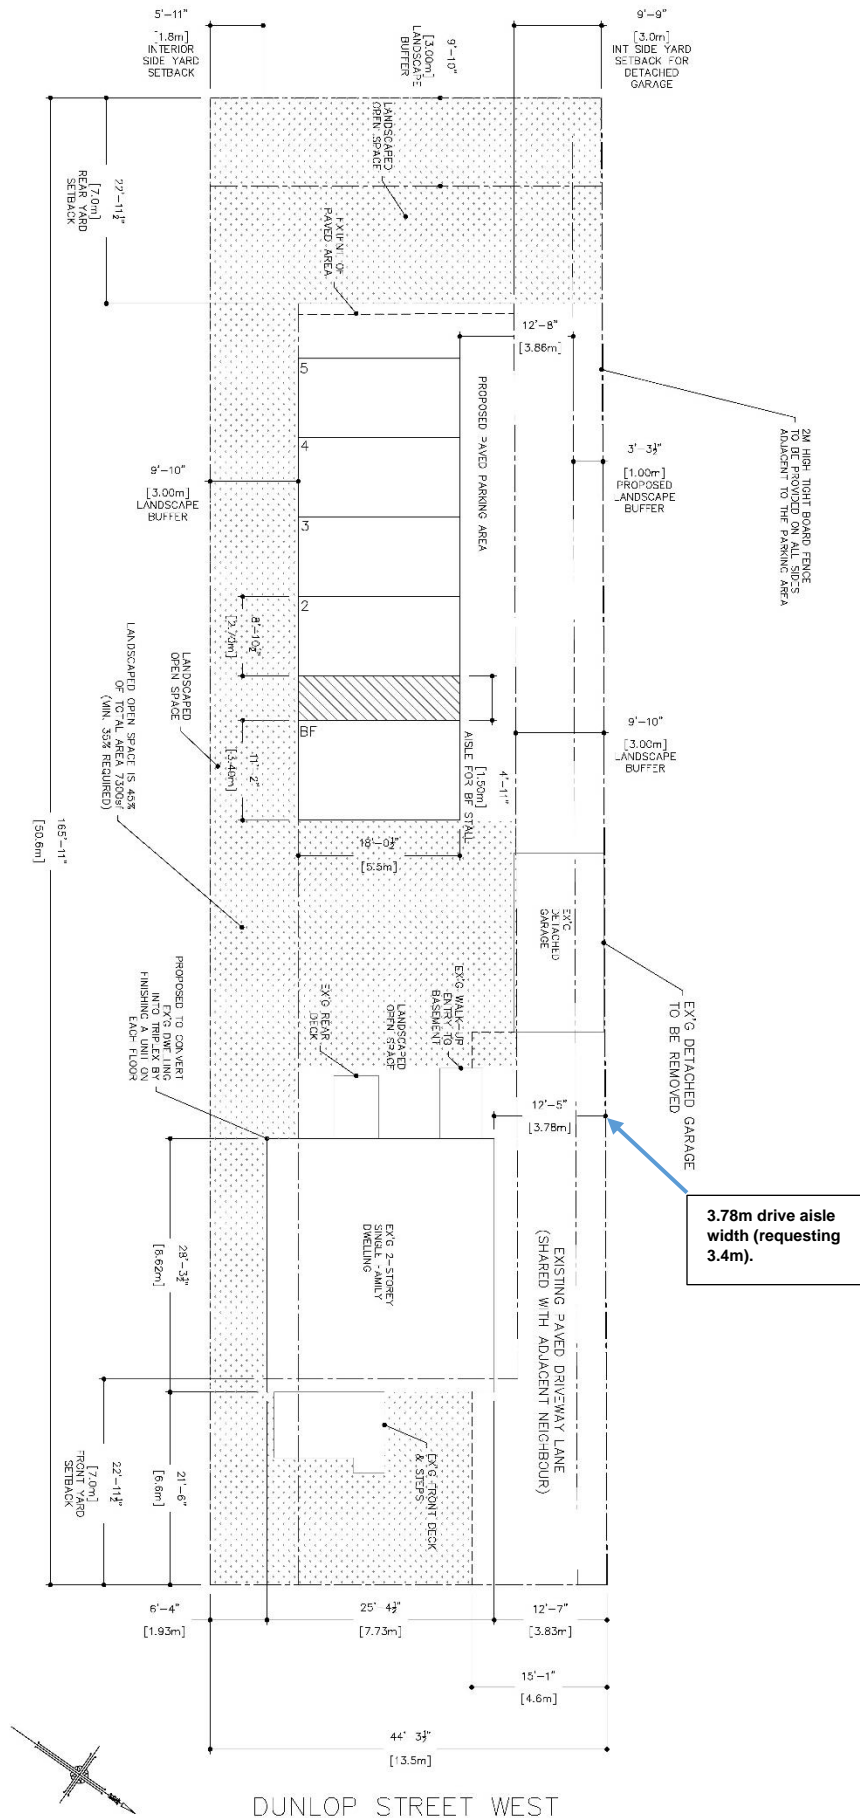 5'-11"
[1.8m]
INTERIOR
SIDE YARD
SETBACK
9'-10"
[3.00m]
LANDSCAPE
BUFFER
9'-9"
[3.0m]
INT SIDE YARD
SETBACK FOR
DETACHED
GARAGE
LANDSCAPED
OPEN SPACE
22'-11½"
[7.0m]
REAR YARD
SETBACK
EXTENT OF
PAVED AREA
12'-8"
[3.86m]
5
4
3
2
BF
PROPOSED PAVED PARKING AREA
2M HIGH TIGHT BOARD FENCE
TO BE PROVIDED ON ALL SIDES
ADJACENT TO THE PARKING AREA
3'-3½"
[1.00m]
PROPOSED
LANDSCAPE
BUFFER
9'-10"
[3.00m]
LANDSCAPE
BUFFER
8'-10½"
[2.70m]
LANDSCAPED
OPEN SPACE
LANDSCAPED OPEN SPACE IS 45%
OF TOTAL AREA 7300sf
(MIN. 35% REQUIRED)
9'-10"
[3.00m]
LANDSCAPE
BUFFER
11' 2"
[3.40m]
4'-11"
[1.50m]
AISLE FOR BF STALL
18'-0½"
[5.5m]
165'-11"
[50.6m]
EX'G
DETACHED
GARAGE
EX'G DETACHED GARAGE
TO BE REMOVED
PROPOSED TO CONVERT
EX'G DWELLING
INTO TRIPLEX BY
FINISHING A UNIT ON
EACH FLOOR
EX'G REAR
DECK
LANDSCAPED
OPEN SPACE
EX'G WALK-UP
ENTRY TO
BASEMENT
12'-5"
[3.78m]
3.78m drive aisle
width (requesting
3.4m).
28'-3½"
[8.62m]
EX'G 2-STOREY
SINGLE FAMILY
DWELLING
EXISTING PAVED DRIVEWAY LANE
(SHARED WITH ADJACENT NEIGHBOUR)
22'-11½"
[7.0m]
FRONT YARD
SETBACK
21'-6"
[6.6m]
EX'G FRONT DECK
& STEPS
6'-4"
[1.93m]
25'-4½"
[7.73m]
12'-7"
[3.83m]
15'-1"
[4.6m]
44' 3½"
[13.5m]
DUNLOP STREET WEST